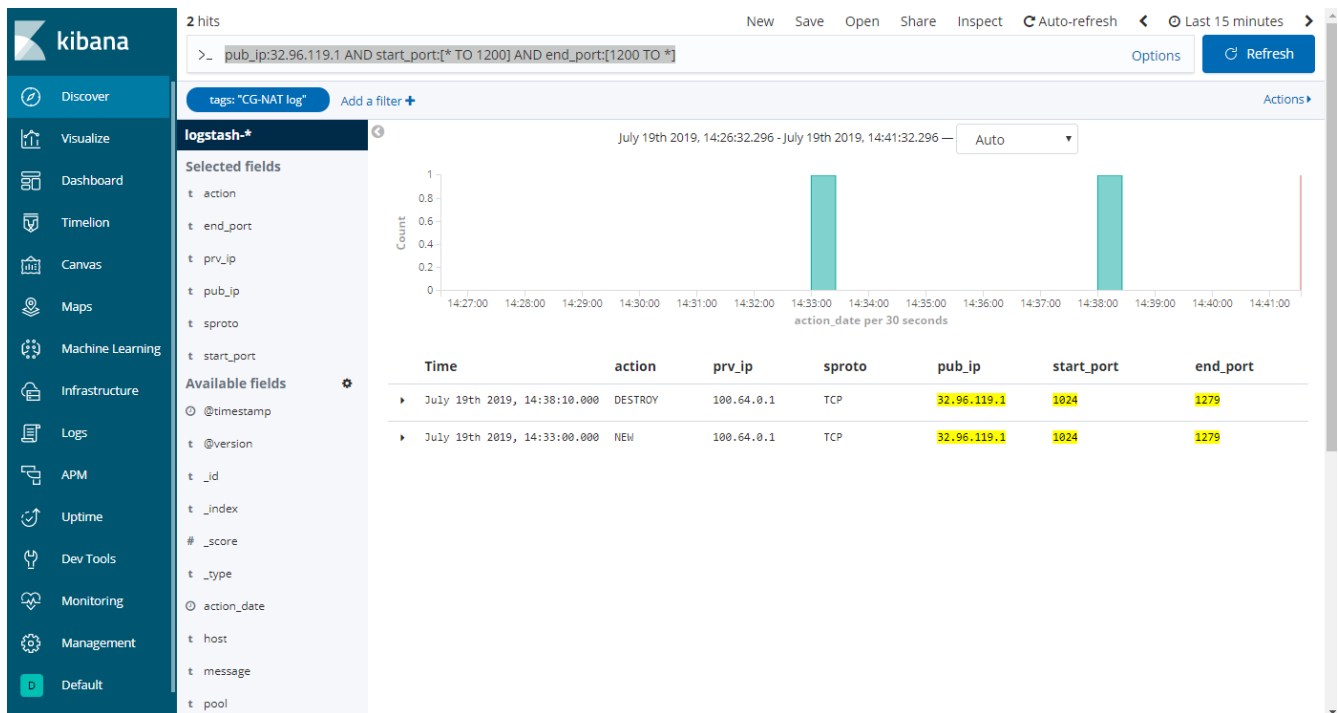 kibana
Discover
Visualize
Dashboard
Timelion
Canvas
Maps
Machine Learning
Infrastructure
Logs
APM
Uptime
Dev Tools
Monitoring
Management
D Default
2 hits
New Save Open Share Inspect Auto-refresh Last 15 minutes
>_ pub_ip:32.96.119.1 AND start_port:[* TO 1200] AND end_port:[1200 TO *] Options Refresh
tags: "CG-NAT log" Add a filter + Actions
logstash-*
Selected fields
t action
t end_port
t prv_ip
t pub_ip
t sproto
t start_port
Available fields
@timestamp
t @version
t _id
t _index
# _score
t _type
action_date
t host
t message
t pool
July 19th 2019, 14:26:32.296 - July 19th 2019, 14:41:32.296 — Auto
Count
1
0.8
0.6
0.4
0.2
0
14:27:00 14:28:00 14:29:00 14:30:00 14:31:00 14:32:00 14:33:00 14:34:00 14:35:00 14:36:00 14:37:00 14:38:00 14:39:00 14:40:00 14:41:00
action_date per 30 seconds
Time action prv_ip sproto pub_ip start_port end_port
July 19th 2019, 14:38:10.000 DESTROY 100.64.0.1 TCP 32.96.119.1 1024 1279
July 19th 2019, 14:33:00.000 NEW 100.64.0.1 TCP 32.96.119.1 1024 1279